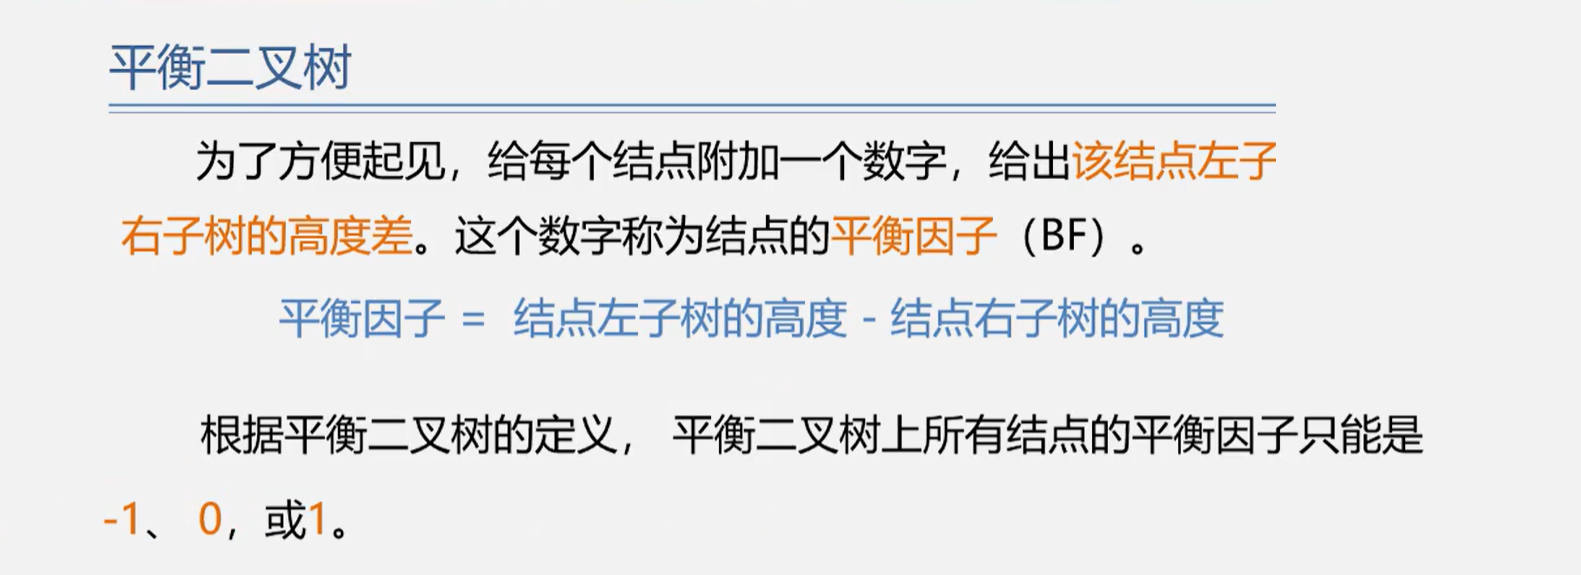 平衡二叉树
为了方便起见，给每个结点附加一个数字，给出该结点左子
右子树的高度差。这个数字称为结点的平衡因子（BF）。
平衡因子 = 结点左子树的高度 - 结点右子树的高度
根据平衡二叉树的定义， 平衡二叉树上所有结点的平衡因子只能是
-1、 0，或1。